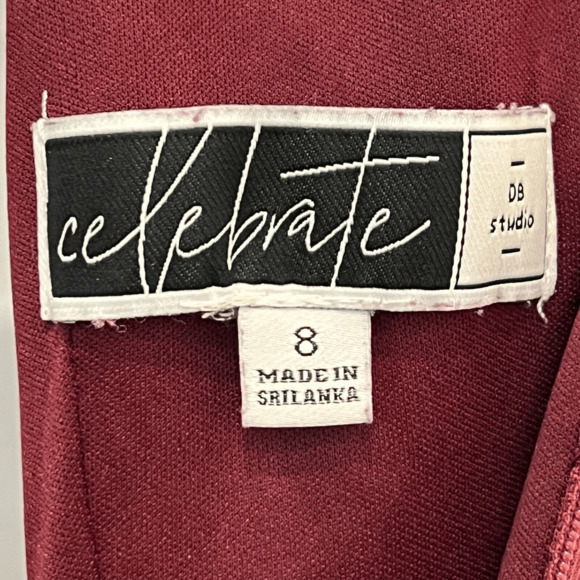 celebrate
DB
studio
8
MADE IN
SRILANKA